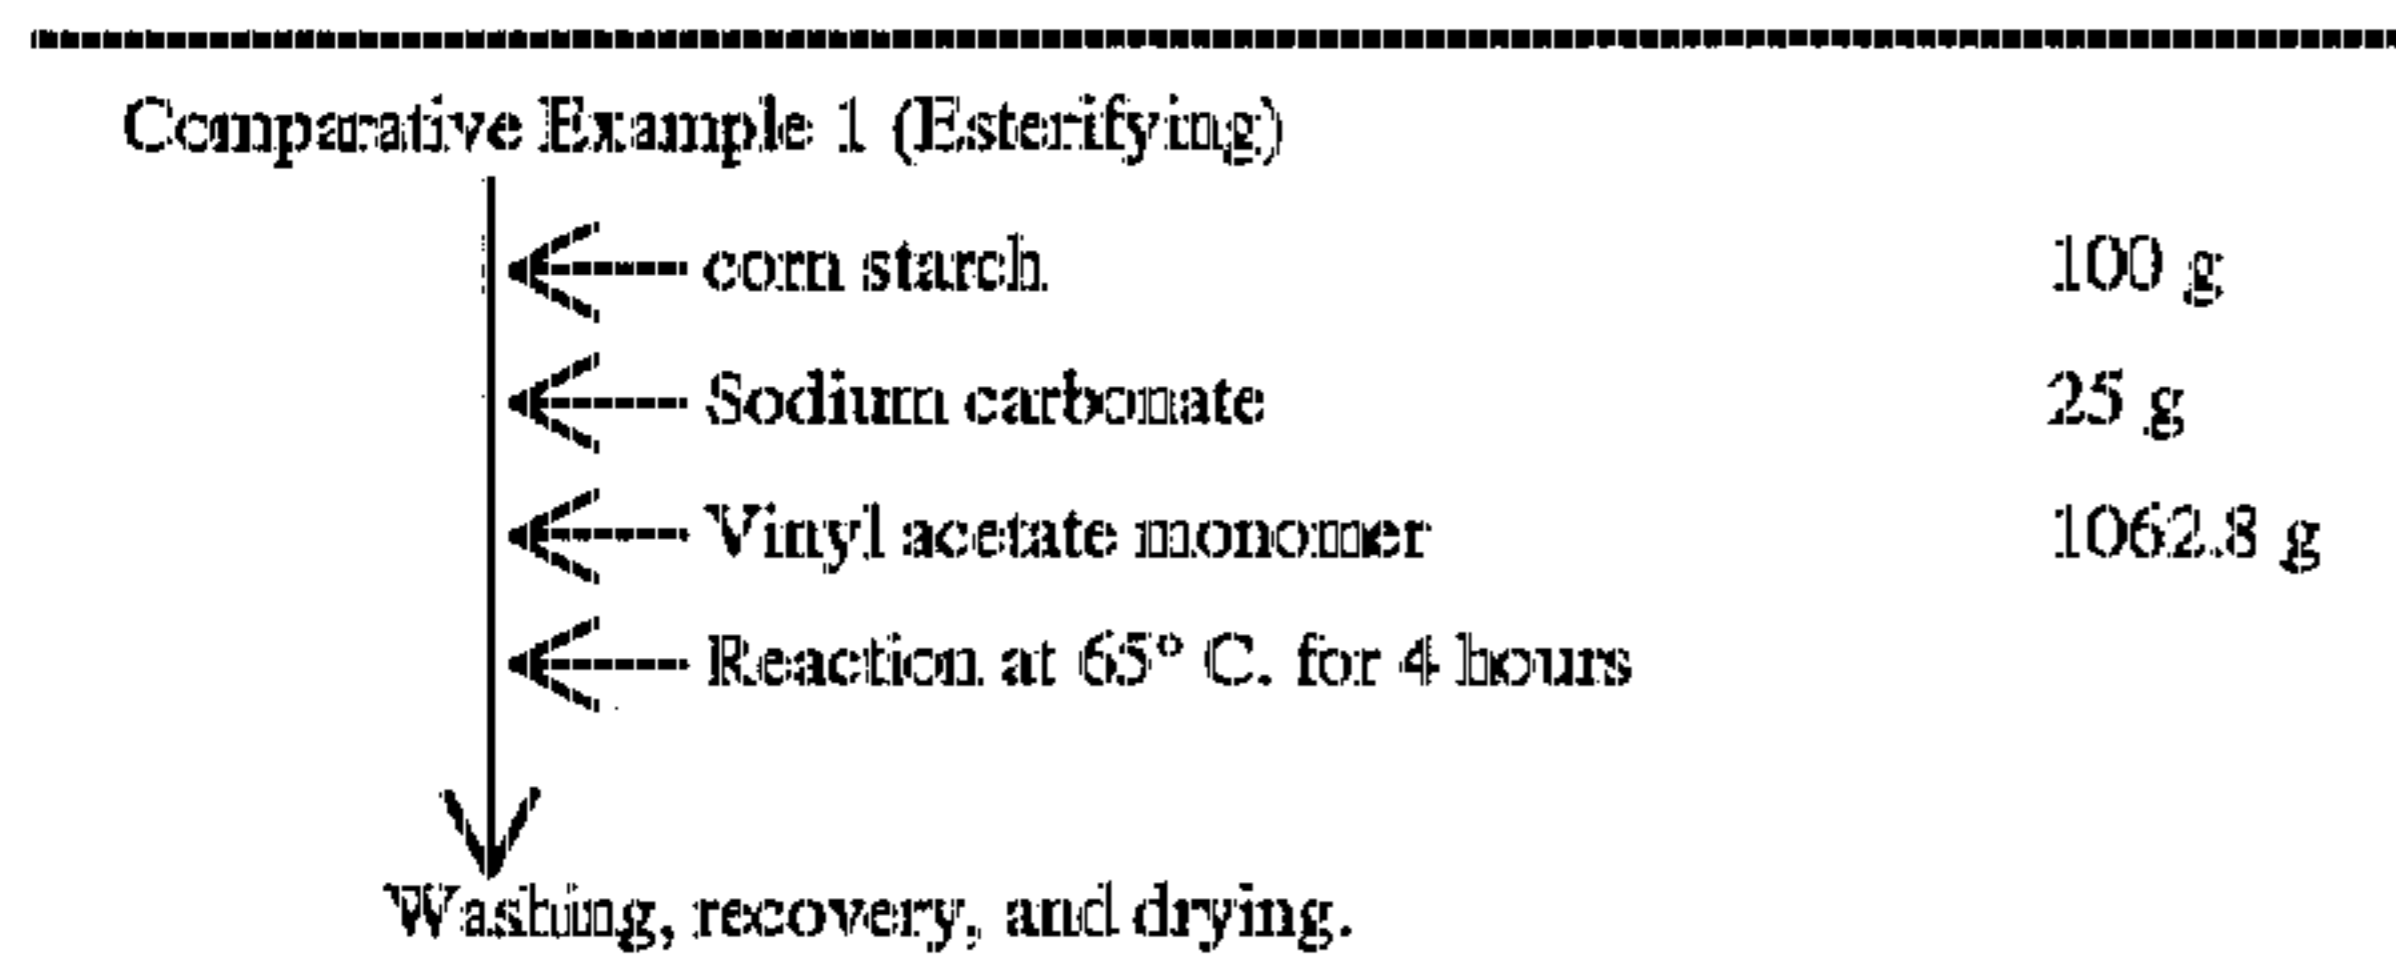 Comparative Example 1 (Esterifying)
corn starch 100 g
Sodium carbonate 25 g
Vinyl acetate monomer 1062.8 g
Reaction at 65° C. for 4 hours
Washing, recovery, and drying.